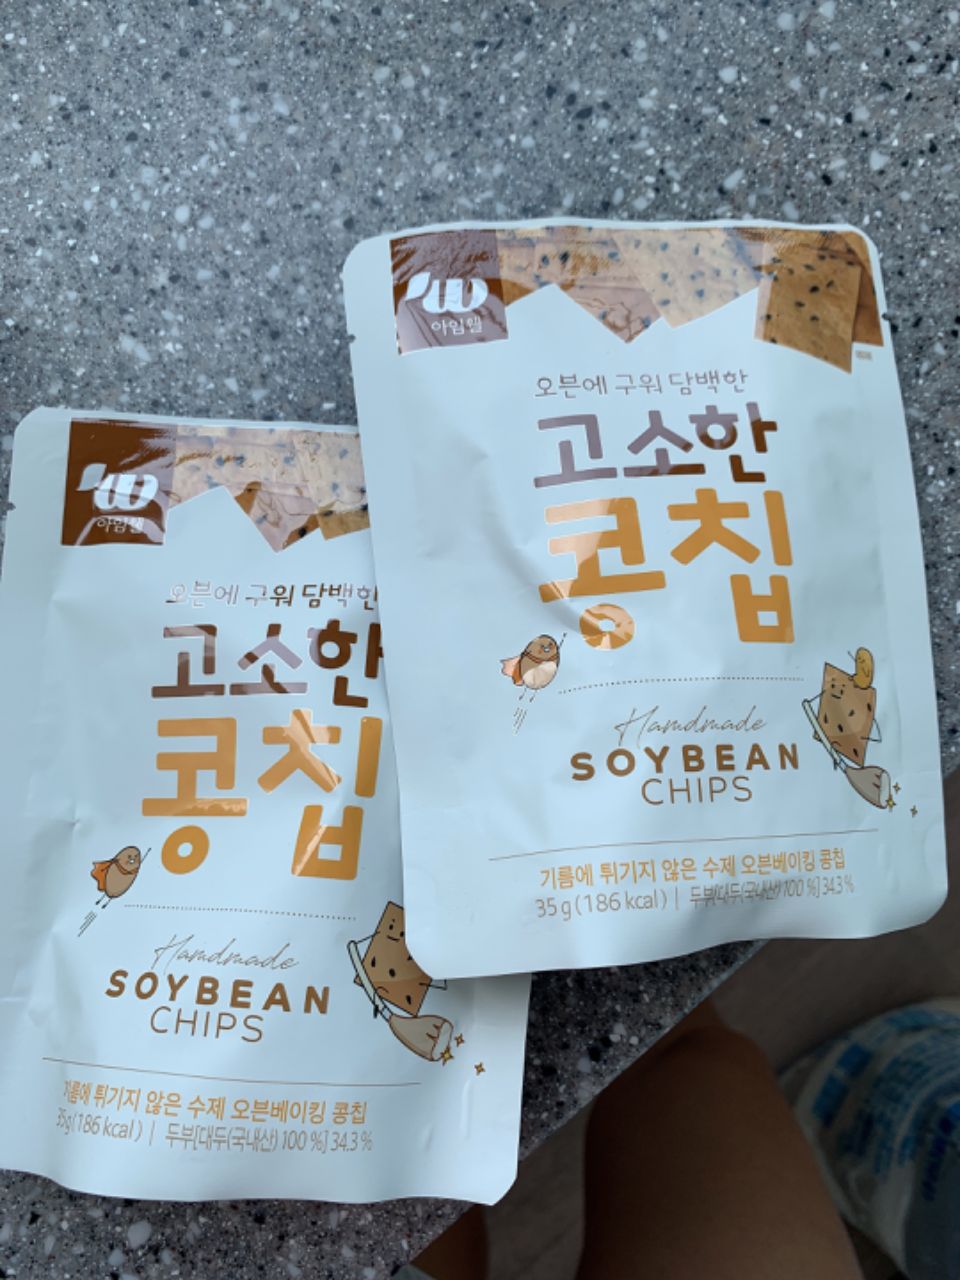 아임웰
오븐에 구워 담백한
고소한
콩칩
Handmade
SOYBEAN
CHIPS
기름에 튀기지 않은 수제 오븐베이킹 콩칩
35g(186 kcal) | 두부[대두(국내산)100 %] 34.3 %
아임웰
오븐에 구워 담백한
고소한
콩칩
Handmade
SOYBEAN
CHIPS
기름에 튀기지 않은 수제 오븐베이킹 콩칩
35g(186 kcal) | 두부[대두(국내산) 100 %] 34.3 %